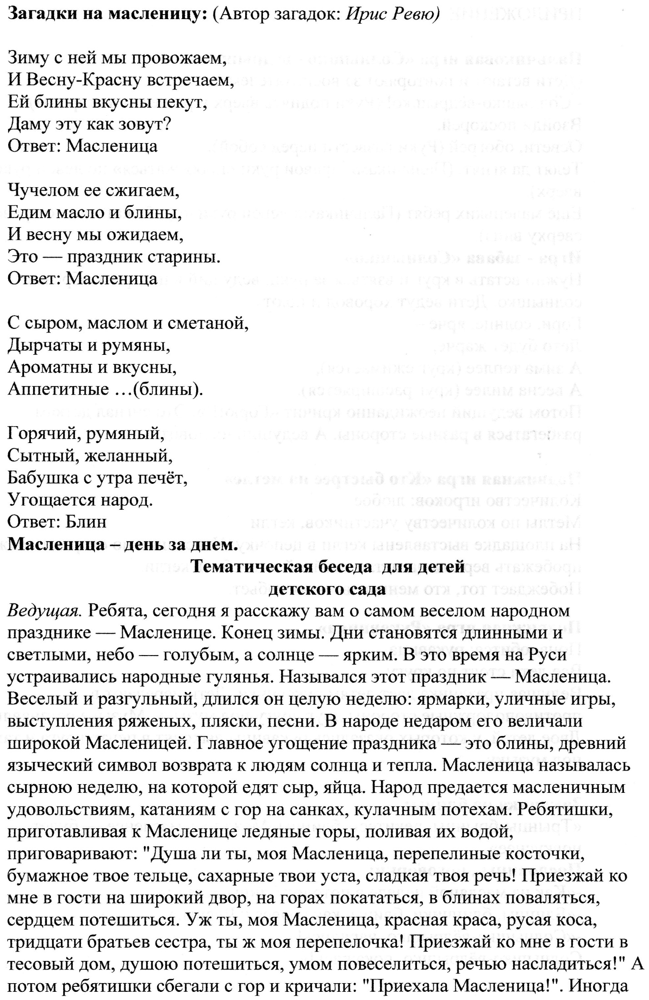 Загадки на масленицу: (Автор загадок: Ирис Ревю)
Зиму с ней мы провожаем,
И Весну-Красну встречаем,
Ей блины вкусны пекут,
Даму эту как зовут?
Ответ: Масленица
Чучелом ее сжигаем,
Едим масло и блины,
И весну мы ожидаем,
Это — праздник старины.
Ответ: Масленица
С сыром, маслом и сметаной,
Дырчаты и румяны,
Ароматны и вкусны,
Аппетитные …(блины).
Горячий, румяный,
Сытный, желанный,
Бабушка с утра печёт,
Угощается народ.
Ответ: Блин
Масленица – день за днём.
Тематическая беседа для детей
детского сада
Ведущая. Ребята, сегодня я расскажу вам о самом веселом народном
празднике — Масленице. Конец зимы. Дни становятся длинными и
светлыми, небо — голубым, а солнце — ярким. В это время на Руси
устраивались народные гулянья. Назывался этот праздник — Масленица.
Веселый и разгульный, длился он целую неделю: ярмарки, уличные игры,
выступления ряженых, пляски, песни. В народе недаром его величали
широкой Масленицей. Главное угощение праздника — это блины, древний
языческий символ возврата к людям солнца и тепла. Масленица называлась
сырною неделю, на которой едят сыр, яйца. Народ предается масленичным
удовольствиям, катаниям с гор на санках, кулачным потехам. Ребятишки,
приготавливая к Масленице ледяные горы, поливая их водой,
приговаривают: "Душа ли ты, моя Масленица, перепелиные косточки,
бумажное твое тельце, сахарные твои уста, сладкая твоя речь! Приезжай ко
мне в гости на широкий двор, на горах покататься, в блинах поваляться,
сердцем потешиться. Уж ты, моя Масленица, красная краса, русая коса,
тридцати братьев сестра, ты ж моя перепелочка! Приезжай ко мне в гости в
тесовый дом, душою потешиться, умом повеселиться, речью насладиться!" А
потом ребятишки сбегали с гор и кричали: "Приехала Масленица!". Иногда